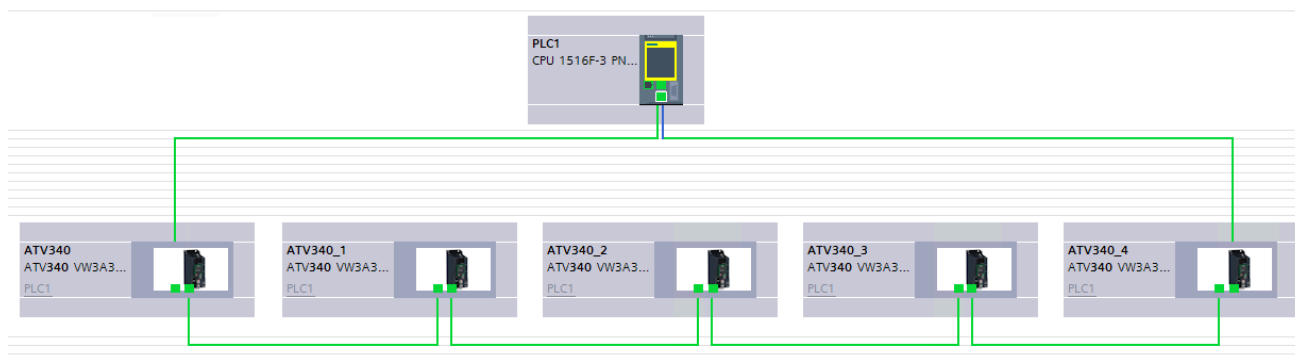 PLC1
CPU 1516F-3 PN...
ATV340
ATV340 VW3A3...
PLC1
ATV340_1
ATV340 VW3A3...
PLC1
ATV340_2
ATV340 VW3A3...
PLC1
ATV340_3
ATV340 VW3A3...
PLC1
ATV340_4
ATV340 VW3A3...
PLC1